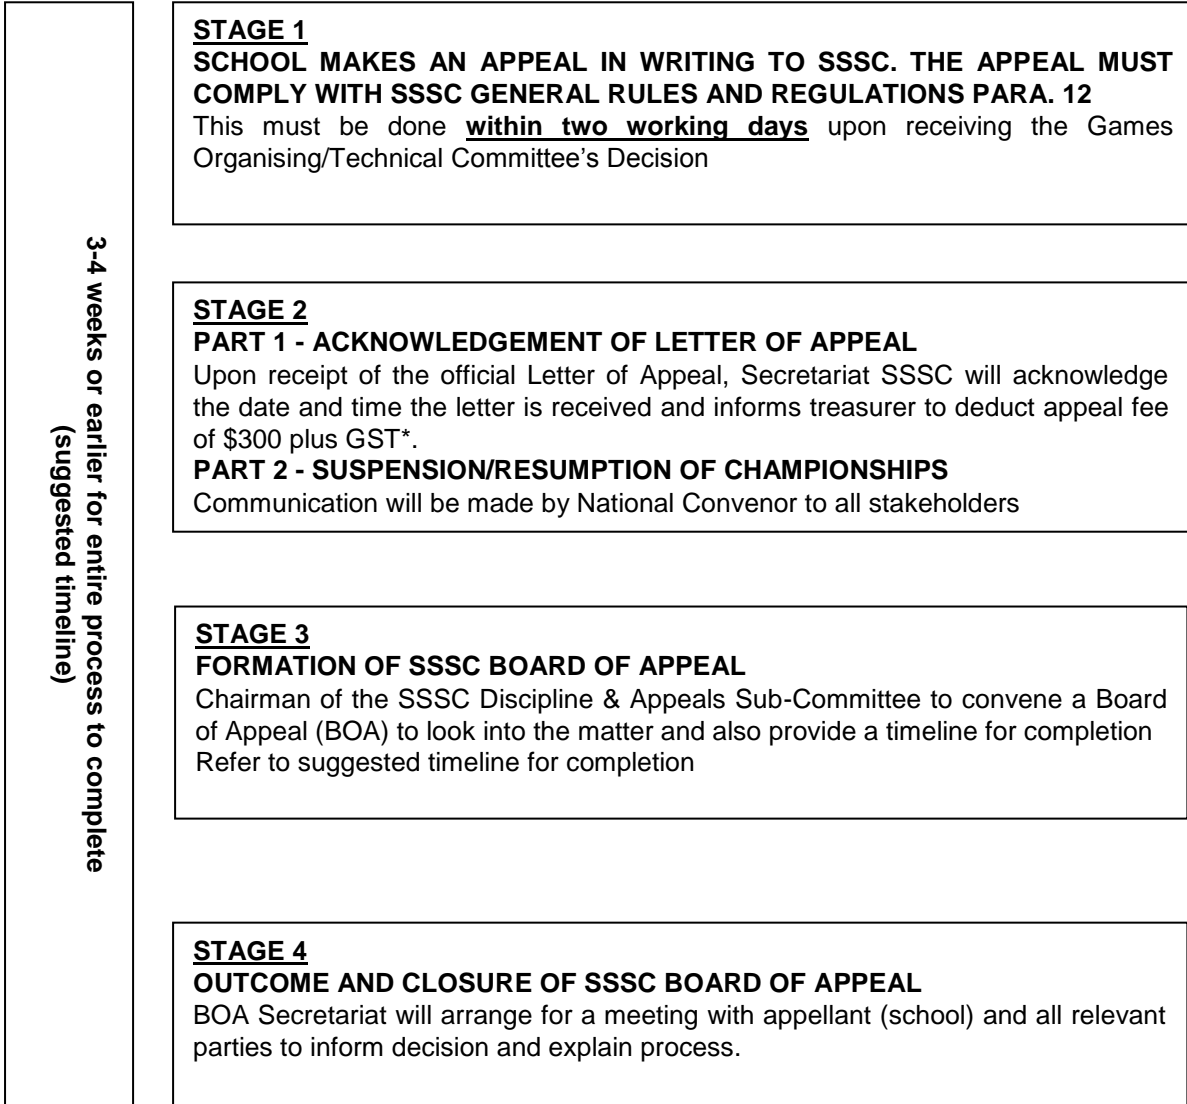 3-4 weeks or earlier for entire process to complete
(suggested timeline)
STAGE 1
SCHOOL MAKES AN APPEAL IN WRITING TO SSSC. THE APPEAL MUST
COMPLY WITH SSSC GENERAL RULES AND REGULATIONS PARA. 12
This must be done within two working days upon receiving the Games
Organising/Technical Committee's Decision
STAGE 2
PART 1 - ACKNOWLEDGEMENT OF LETTER OF APPEAL
Upon receipt of the official Letter of Appeal, Secretariat SSSC will acknowledge
the date and time the letter is received and informs treasurer to deduct appeal fee
of $300 plus GST*.
PART 2 - SUSPENSION/RESUMPTION OF CHAMPIONSHIPS
Communication will be made by National Convenor to all stakeholders
STAGE 3
FORMATION OF SSSC BOARD OF APPEAL
Chairman of the SSSC Discipline & Appeals Sub-Committee to convene a Board
of Appeal (BOA) to look into the matter and also provide a timeline for completion
Refer to suggested timeline for completion
STAGE 4
OUTCOME AND CLOSURE OF SSSC BOARD OF APPEAL
BOA Secretariat will arrange for a meeting with appellant (school) and all relevant
parties to inform decision and explain process.